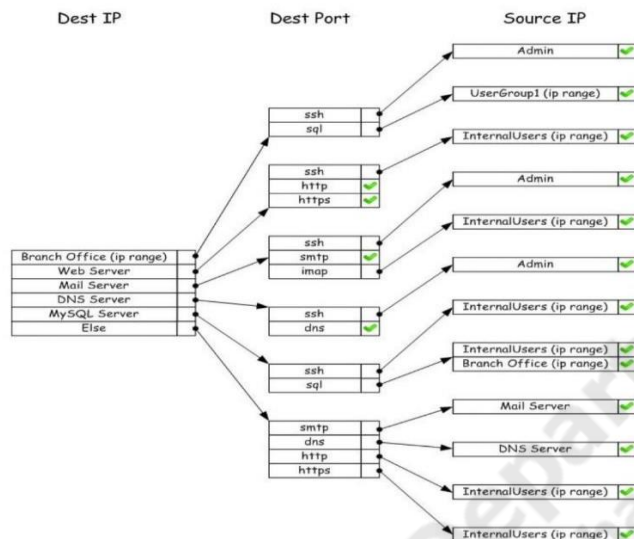 Dest IP
Dest Port
Source IP
Branch Office (ip range)
Web Server
Mail Server
DNS Server
MySQL Server
Else
ssh
sql
ssh
http
https
ssh
smtp
imap
ssh
dns
ssh
sql
smtp
dns
http
https
Admin
UserGroup1 (ip range)
InternalUsers (ip range)
Admin
InternalUsers (ip range)
Admin
InternalUsers (ip range)
InternalUsers (ip range)
Branch Office (ip range)
Mail Server
DNS Server
InternalUsers (ip range)
InternalUsers (ip range)